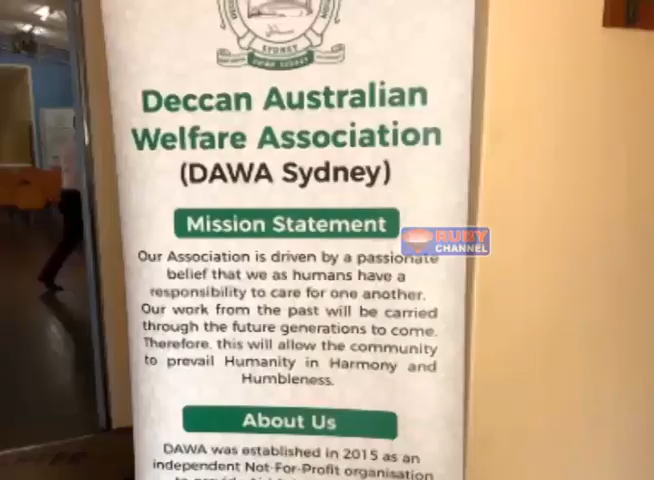 SYDNEY
DAWA SYDNEY
Deccan Australian
Welfare Association
(DAWA Sydney)
Mission Statement
RUBY
CHANNEL
Our Association is driven by a passionate
belief that we as humans have a
responsibility to care for one another.
Our work from the past will be carried
through the future generations to come.
Therefore, this will allow the community
to prevail Humanity in Harmony and
Humbleness.
About Us
DAWA was established in 2015 as an
independent Not-For-Profit organisation